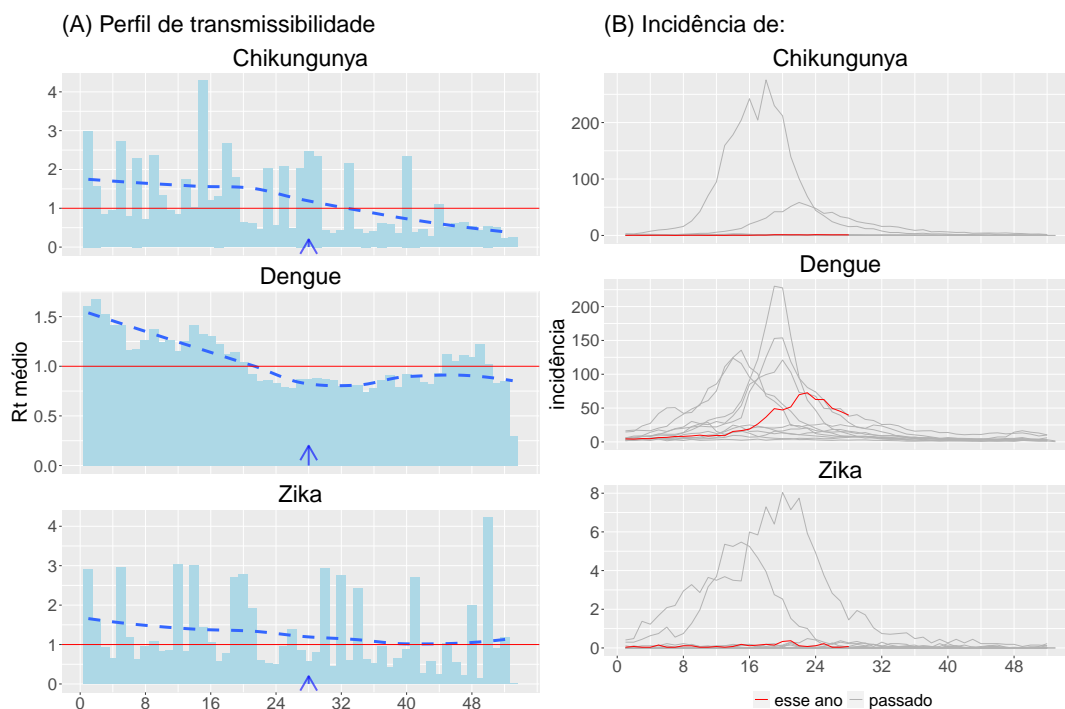 (A) Perfil de transmissibilidade
Chikungunya
4
3
2
1
0
Dengue
1.5
1.0
0.5
0.0
Zika
4
3
2
1
0
0 8 16 24 32 40 48
Rt médio
(B) Incidência de:
Chikungunya
200
100
0
Dengue
200
150
100
50
0
Zika
8
6
4
2
0
0 8 16 24 32 40 48
incidência
esse ano passado